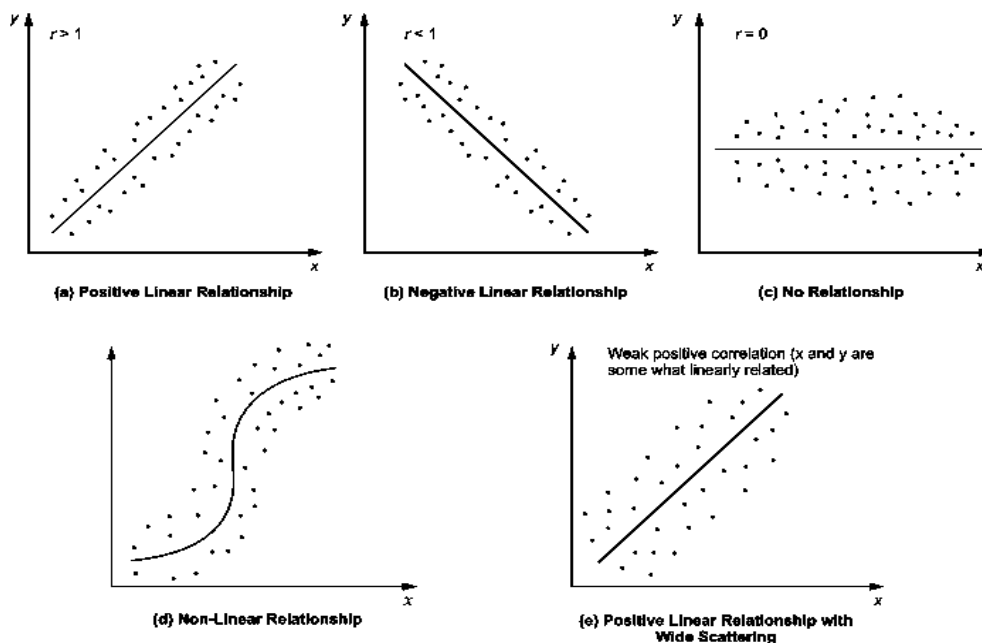 y
r > 1
x
(a) Positive Linear Relationship
y
r < 1
x
(b) Negative Linear Relationship
y
r = 0
x
(c) No Relationship
x
(d) Non-Linear Relationship
y
Weak positive correlation (x and y are
some what linearly related)
x
(e) Positive Linear Relationship with
Wide Scattering